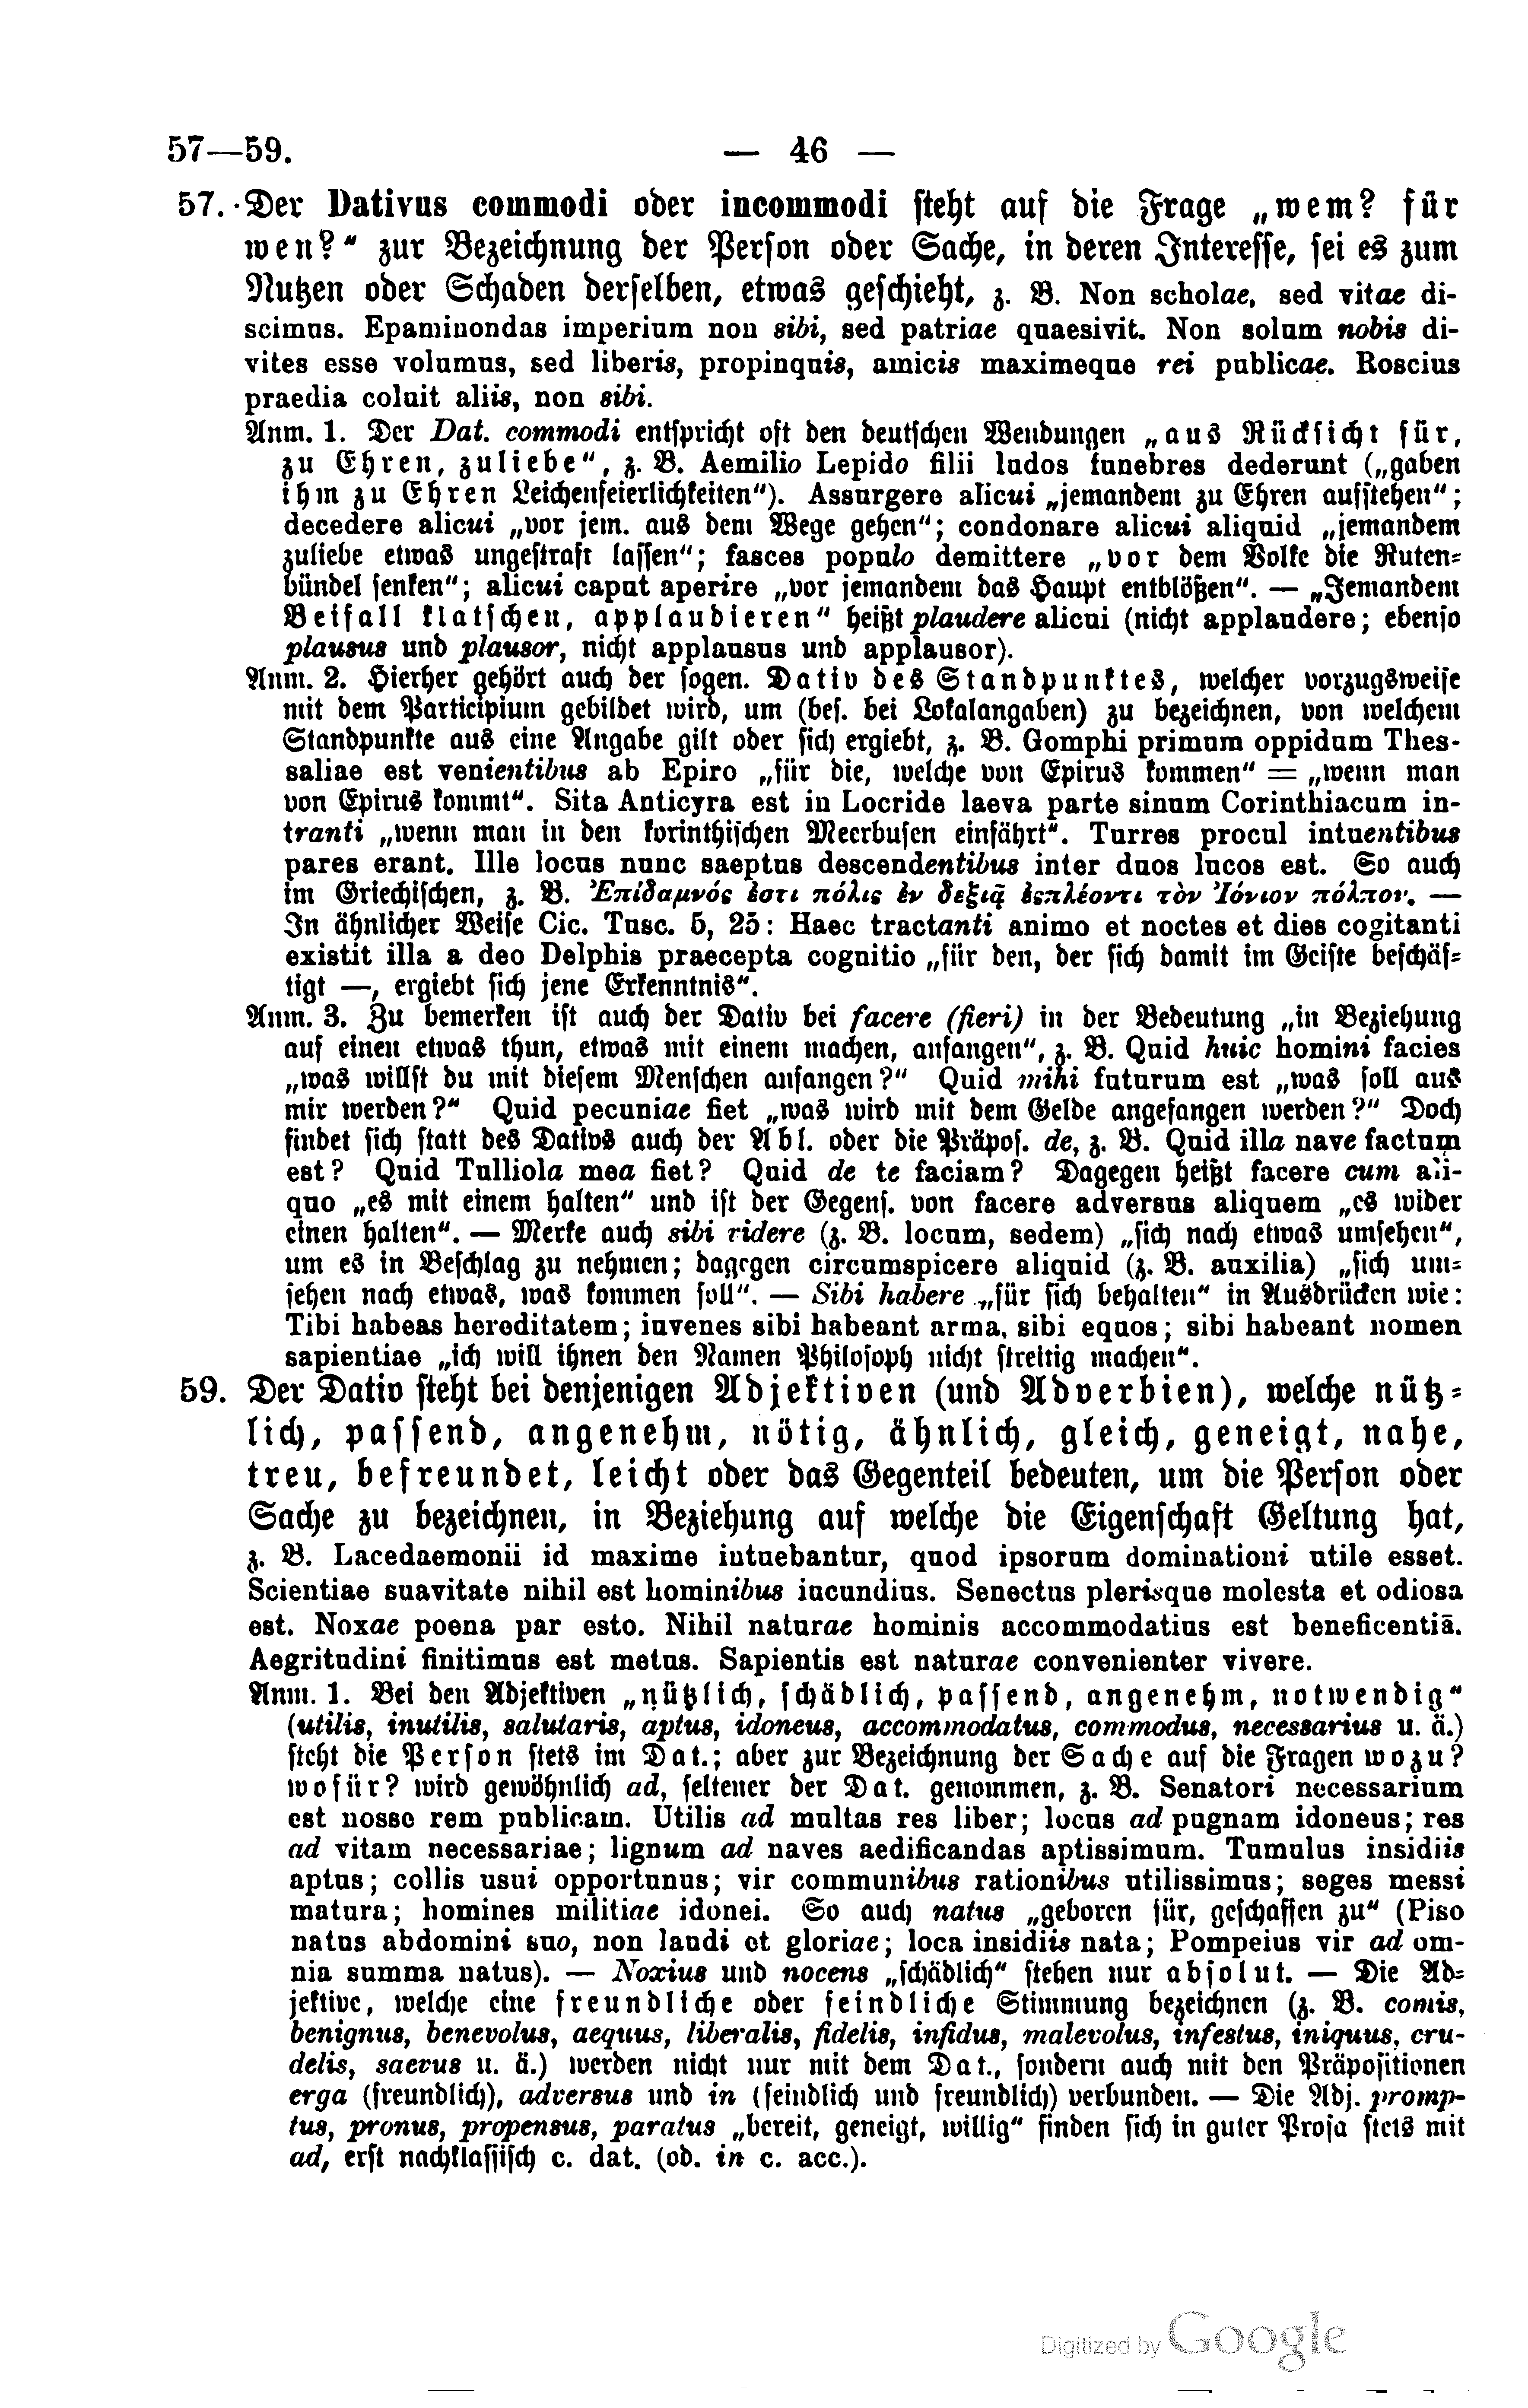 57—59. — 46 —
57. Der Dativus commodi oder incommodi steht auf die Frage „wem? für
wen?“ zur Bezeichnung der Person oder Sache, in deren Interesse, sei es zum
Nutzen oder Schaden derselben, etwas geschieht, z. B. Non scholae, sed vitae di-
scimus. Epaminondas imperium non sibi, sed patriae quaesivit. Non solum nobis di-
vites esse volumus, sed liberis, propinquis, amicis maximeque rei publicae. Roscius
praedia coluit aliis, non sibi.
Anm. 1. Der Dat. commodi entspricht oft den deutschen Wendungen „aus Rücksicht für,
zu Ehren, zuliebe“, z. B. Aemilio Lepido filii ludos funebres dederunt („gaben
ihm zu Ehren Leichenfeierlichkeiten“). Assurgere alicui „jemandem zu Ehren aufstehen“;
decedere alicui „vor jem. aus dem Wege gehen“; condonare alicui aliquid „jemandem
zuliebe etwas ungestraft lassen“; fasces populo demittere „vor dem Volke die Ruten-
bündel senken“; alicui caput aperire „vor jemandem das Haupt entblößen“. — „Jemandem
Beifall klatschen, applaudieren“ heißt plaudere alicui (nicht applaudere; ebenso
plausus und plausor, nicht applausus und applausor).
Anm. 2. Hierher gehört auch der sogen. Dativ des Standpunktes, welcher vorzugsweise
mit dem Participium gebildet wird, um (bes. bei Lokalangaben) zu bezeichnen, von welchem
Standpunkte aus eine Angabe gilt oder sich ergiebt, z. B. Gomphi primum oppidum Thes-
saliae est venientibus ab Epiro „für die, welche von Epirus kommen“ = „wenn man
von Epirus kommt“. Sita Anticyra est in Locride laeva parte sinum Corinthiacum in-
tranti „wenn man in den korinthischen Meerbusen einfährt“. Turres procul intuentibus
pares erant. Ille locus nunc saeptus descendentibus inter duos lucos est. So auch
im Griechischen, z. B. Ἐπίδαμνός ἐστι πόλις ἐν δεξιᾷ ἐςπλέοντι τὸν Ἰόνιον πόλπον. —
In ähnlicher Weise Cic. Tusc. 5, 25: Haec tractanti animo et noctes et dies cogitanti
existit illa a deo Delphis praecepta cognitio „für den, der sich damit im Geiste beschäf-
tigt —, ergiebt sich jene Erkenntnis“.
Anm. 3. Zu bemerken ist auch der Dativ bei facere (fieri) in der Bedeutung „in Beziehung
auf einen etwas thun, etwas mit einem machen, anfangen“, z. B. Quid huic homini facies
„was willst du mit diesem Menschen anfangen?“ Quid mihi futurum est „was soll aus
mir werden?“ Quid pecuniae fiet „was wird mit dem Gelde angefangen werden?“ Doch
findet sich statt des Dativs auch der Abl. oder die Präpos. de, z. B. Quid illa nave factum
est? Quid Tulliola mea fiet? Quid de te faciam? Dagegen heißt facere cum ali-
quo „es mit einem halten“ und ist der Gegens. von facere adversus aliquem „es wider
einen halten“. — Merke auch sibi videre (z. B. locum, sedem) „sich nach etwas umsehen“,
um es in Beschlag zu nehmen; dagegen circumspicere aliquid (z. B. auxilia) „sich um-
sehen nach etwas, was kommen soll“. — Sibi habere „für sich behalten“ in Ausdrücken wie:
Tibi habeas hereditatem; iuvenes sibi habeant arma, sibi equos; sibi habeant nomen
sapientiae „ich will ihnen den Namen Philosoph nicht streitig machen“.
59. Der Dativ steht bei denjenigen Adjektiven (und Adverbien), welche nütz-
lich, passend, angenehm, nötig, ähnlich, gleich, geneigt, nahe,
treu, befreundet, leicht oder das Gegenteil bedeuten, um die Person oder
Sache zu bezeichnen, in Beziehung auf welche die Eigenschaft Geltung hat,
z. B. Lacedaemonii id maxime intuebantur, quod ipsorum dominationi utile esset.
Scientiae suavitate nihil est hominibus iucundius. Senectus plerisque molesta et odiosa
est. Noxae poena par esto. Nihil naturae hominis accommodatius est beneficentiā.
Aegritudini finitimus est metus. Sapientis est naturae convenienter vivere.
Anm. 1. Bei den Adjektiven „nützlich, schädlich, passend, angenehm, notwendig“
(utilis, inutilis, salutaris, aptus, idoneus, accommodatus, commodus, necessarius u. ä.)
steht die Person stets im Dat.; aber zur Bezeichnung der Sache auf die Fragen wozu?
wofür? wird gewöhnlich ad, seltener der Dat. genommen, z. B. Senatori necessarium
est nosse rem publicam. Utilis ad multas res liber; locus ad pugnam idoneus; res
ad vitam necessariae; lignum ad naves aedificandas aptissimum. Tumulus insidiis
aptus; collis usui opportunus; vir communibus rationibus utilissimus; seges messi
matura; homines militiae idonei. So auch natus „geboren für, geschaffen zu“ (Piso
natus abdomini suo, non laudi et gloriae; loca insidiis nata; Pompeius vir ad om-
nia summa natus). — Noxius und nocens „schädlich“ stehen nur absolut. — Die Ad-
jektive, welche eine freundliche oder feindliche Stimmung bezeichnen (z. B. comis,
benignus, benevolus, aequus, liberalis, fidelis, infidus, malevolus, infestus, iniquus, cru-
delis, saevus u. ä.) werden nicht nur mit dem Dat., sondern auch mit den Präpositionen
erga (freundlich), adversus und in (feindlich und freundlich) verbunden. — Die Adj. promp-
tus, pronus, propensus, paratus „bereit, geneigt, willig“ finden sich in guter Prosa stets mit
ad, erst nachklassisch c. dat. (od. in c. acc.).
Digitized by Google